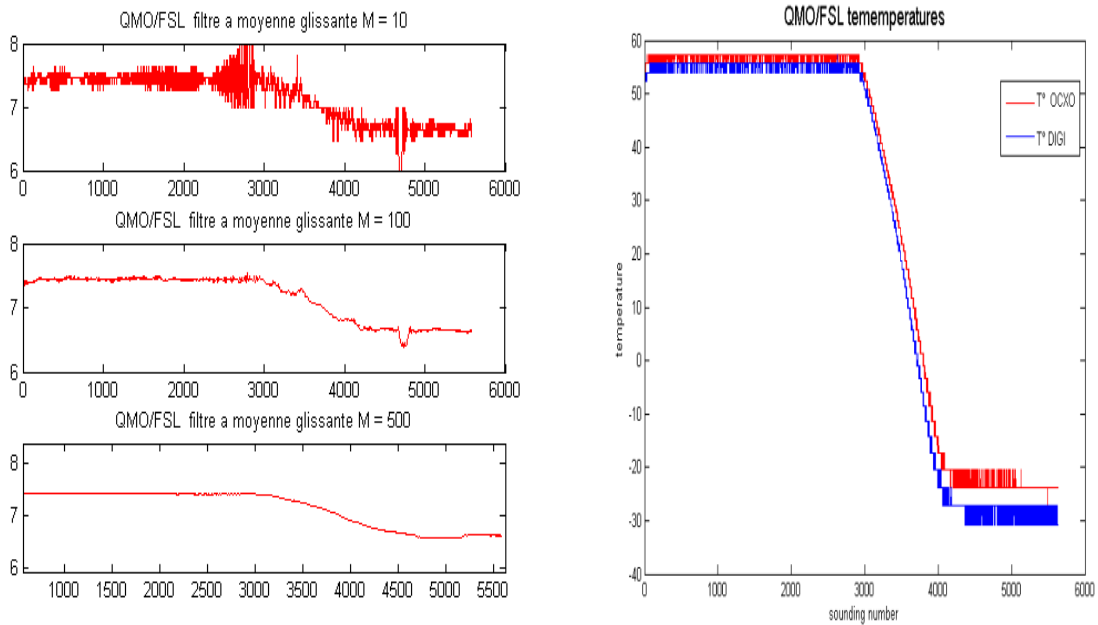 QMO/FSL filtre a moyenne glissante M = 10
8
7
6
0 1000 2000 3000 4000 5000 6000
QMO/FSL filtre a moyenne glissante M = 100
8
7
6
0 1000 2000 3000 4000 5000 6000
QMO/FSL filtre a moyenne glissante M = 500
8
7
6
1000 1500 2000 2500 3000 3500 4000 4500 5000 5500
QMO/FSL tememperatures
60
50
40
30
20
10
0
-10
-20
-30
-40
temperature
T° OCXO
T° DIGI
0 1000 2000 3000 4000 5000 6000
sounding number